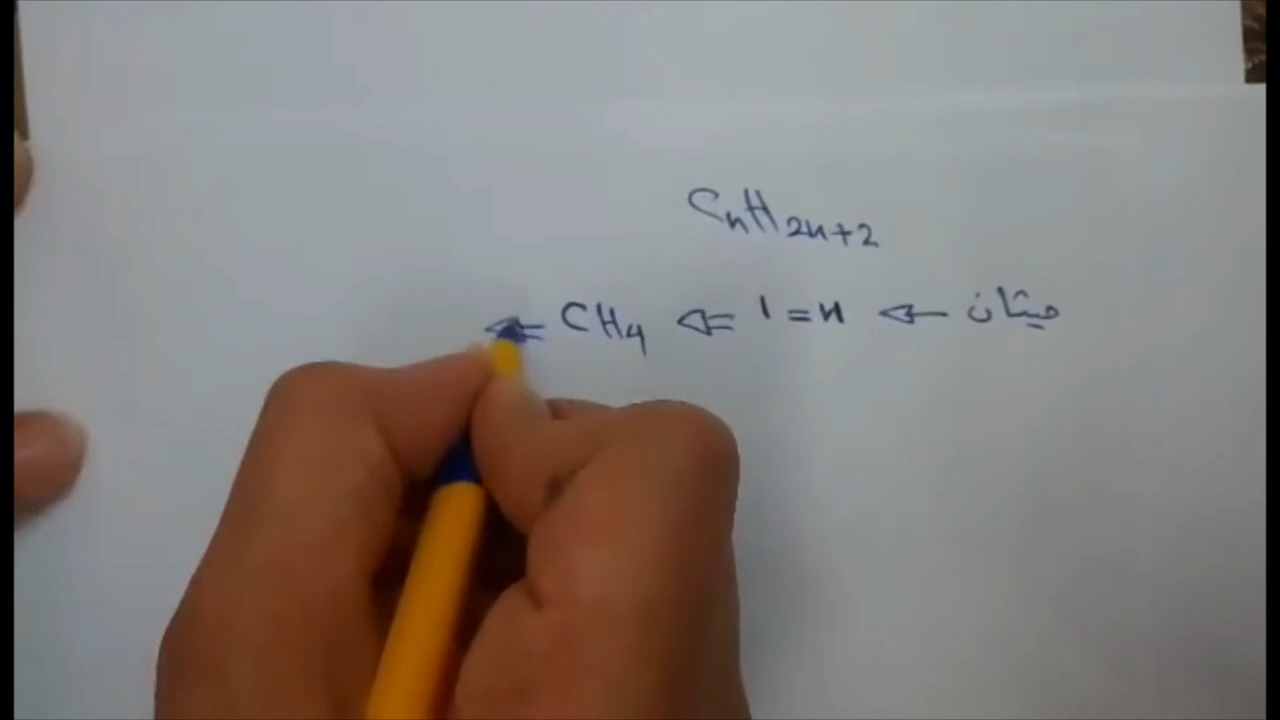 CnH2n+2
ميثان ← n = 1 ⇐ CH4 ⇐